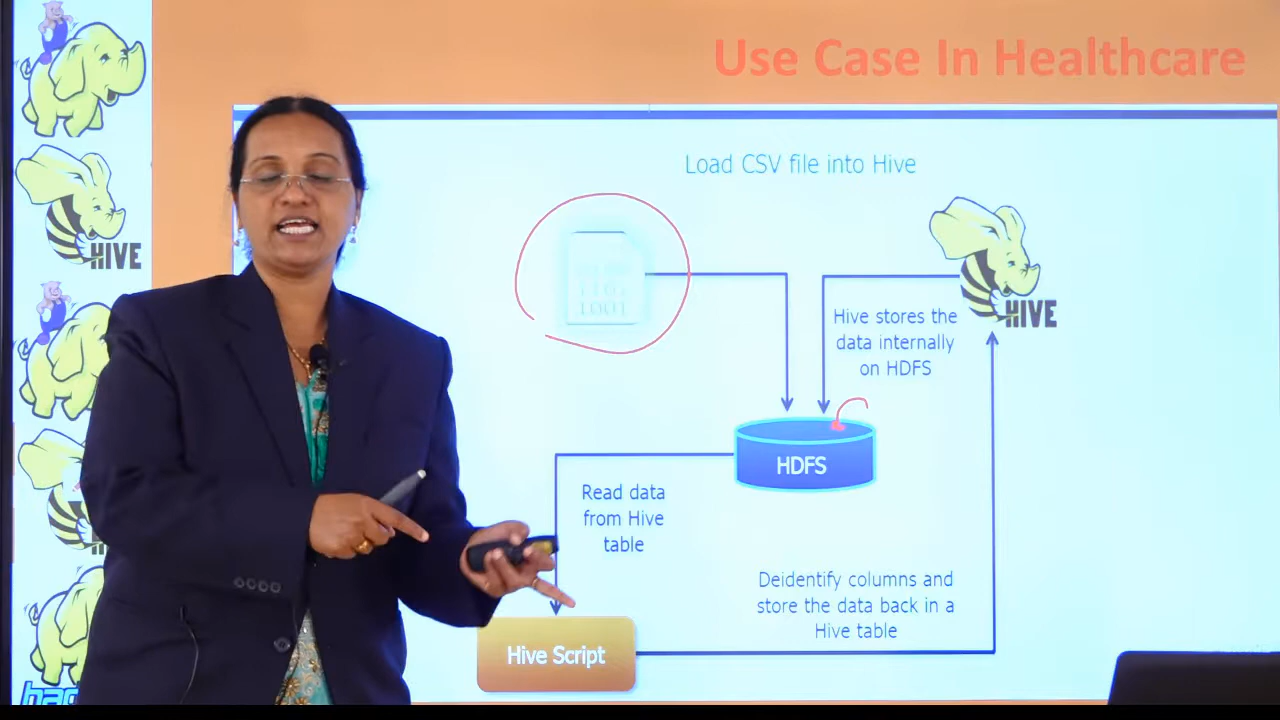 Use Case In Healthcare
Load CSV file into Hive
1001
HIVE
HIVE
Hive stores the
data internally
on HDFS
HDFS
Read data
from Hive
table
Deidentify columns and
store the data back in a
Hive table
Hive Script